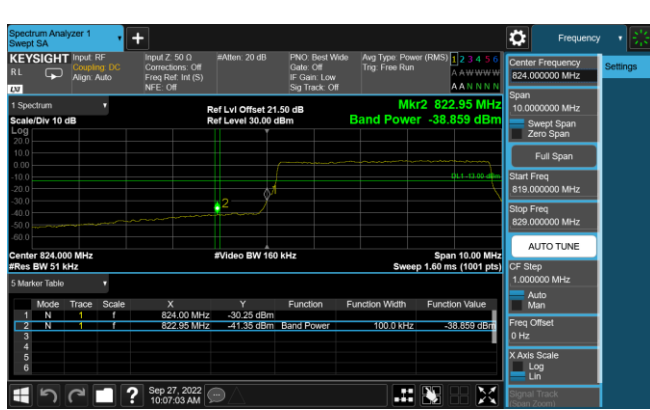 Spectrum Analyzer 1
Swept SA
Frequency
KEYSIGHT
Input: RF
Input Z: 50 Ω
#Atten: 20 dB
PNO: Best Wide
Avg Type: Power (RMS)
1 2 3 4 5 6
RL
Coupling: DC
Corrections: Off
Gate: Off
Trig: Free Run
Align: Auto
Freq Ref: Int (S)
IF Gain: Low
A A W W W W
LXI
NFE: Off
Sig Track: Off
A A N N N N
1 Spectrum
Ref Lvl Offset 21.50 dB
Mkr2 822.95 MHz
Scale/Div 10 dB
Ref Level 30.00 dBm
Band Power -38.859 dBm
Log
20.0
10.0
0.00
-10.0
DL1 -13.00 dBm
-20.0
-30.0
1
-40.0
2
-50.0
-60.0
Center 824.000 MHz
#Video BW 160 kHz
Span 10.00 MHz
#Res BW 51 kHz
Sweep 1.60 ms (1001 pts)
5 Marker Table
Mode Trace Scale X Y Function Function Width Function Value
1 N 1 f 824.00 MHz -30.25 dBm
2 N 1 f 822.95 MHz -41.35 dBm Band Power 100.0 kHz -38.859 dBm
3
4
5
6
?
Sep 27, 2022
10:07:03 AM
Center Frequency
824.000000 MHz
Settings
Span
10.0000000 MHz
Swept Span
Zero Span
Full Span
Start Freq
819.000000 MHz
Stop Freq
829.000000 MHz
AUTO TUNE
CF Step
1.000000 MHz
Auto
Man
Freq Offset
0 Hz
X Axis Scale
Log
Lin
Signal Track
(Span Zoom)